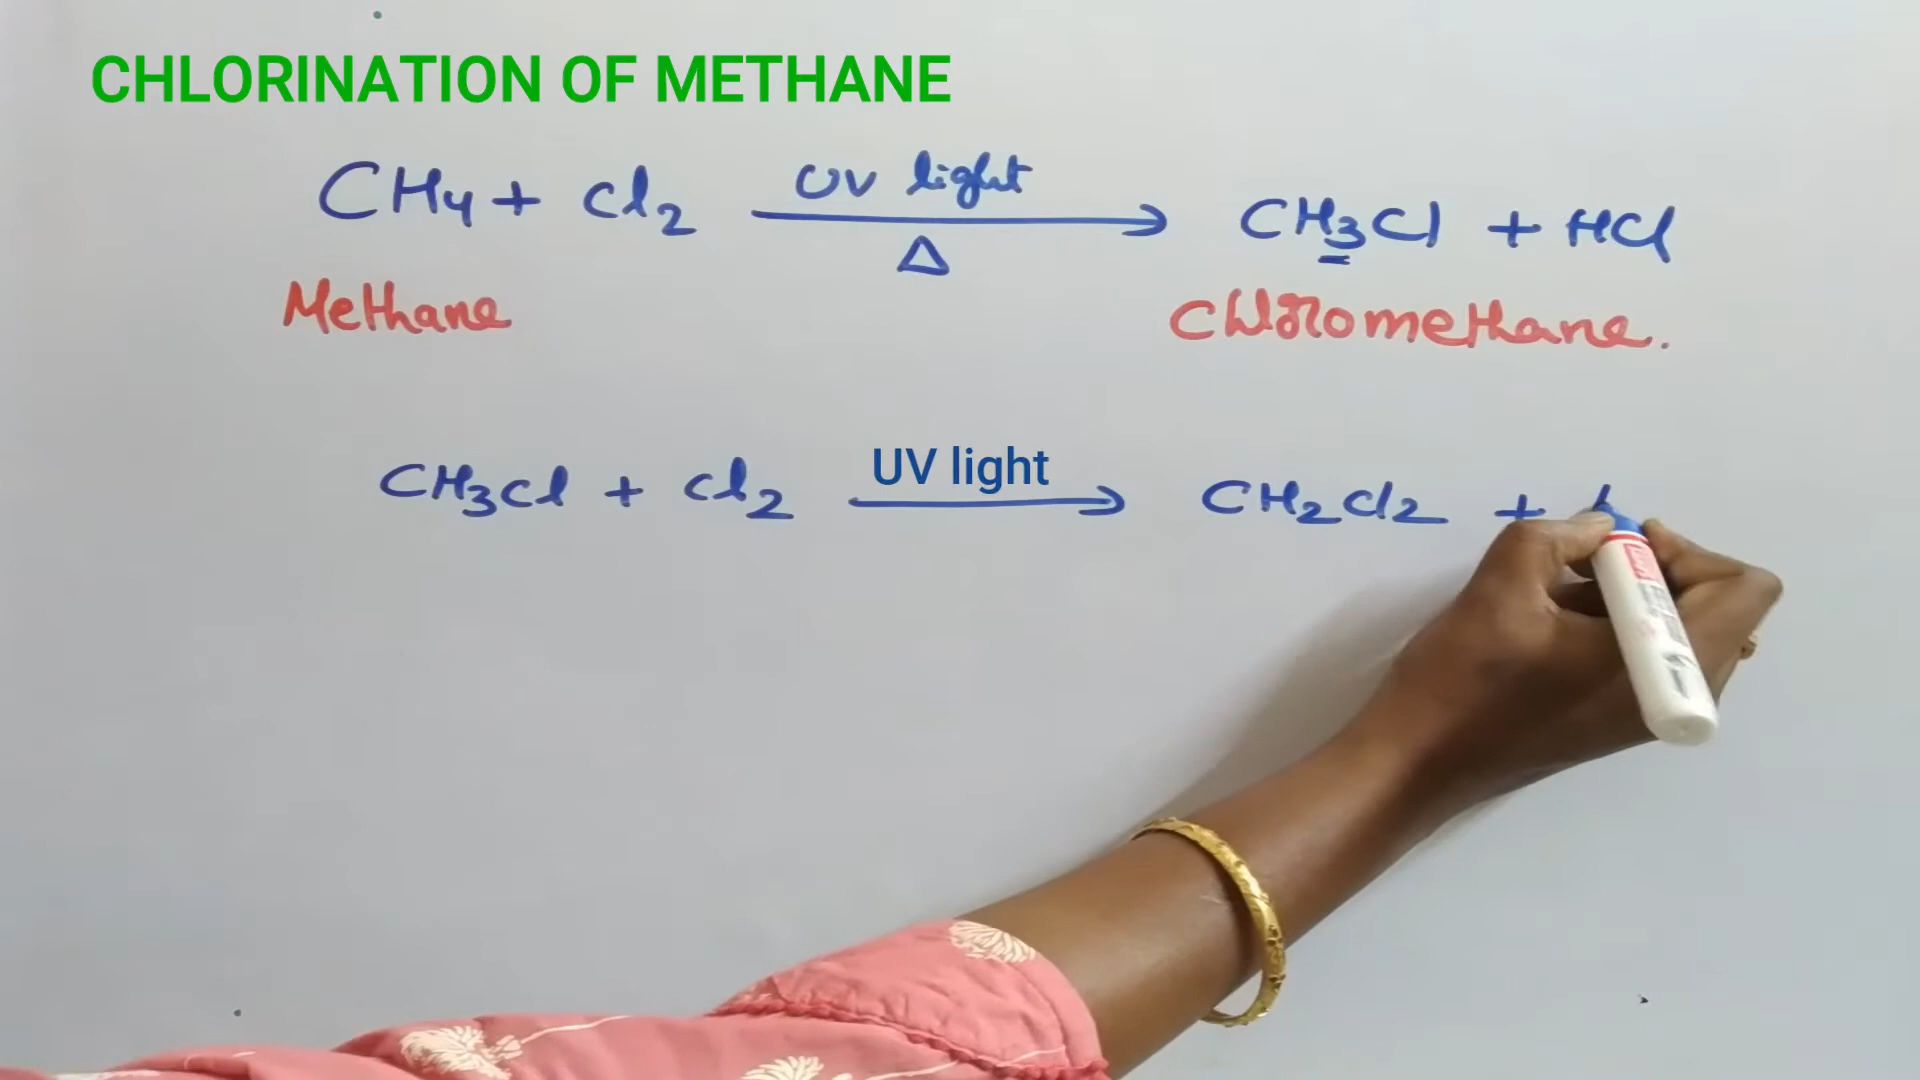 CHLORINATION OF METHANE
CH4 + Cl2 UV light → Δ CH3Cl + HCl
Methane Chloromethane.
CH3Cl + Cl2 UV light → CH2Cl2 +